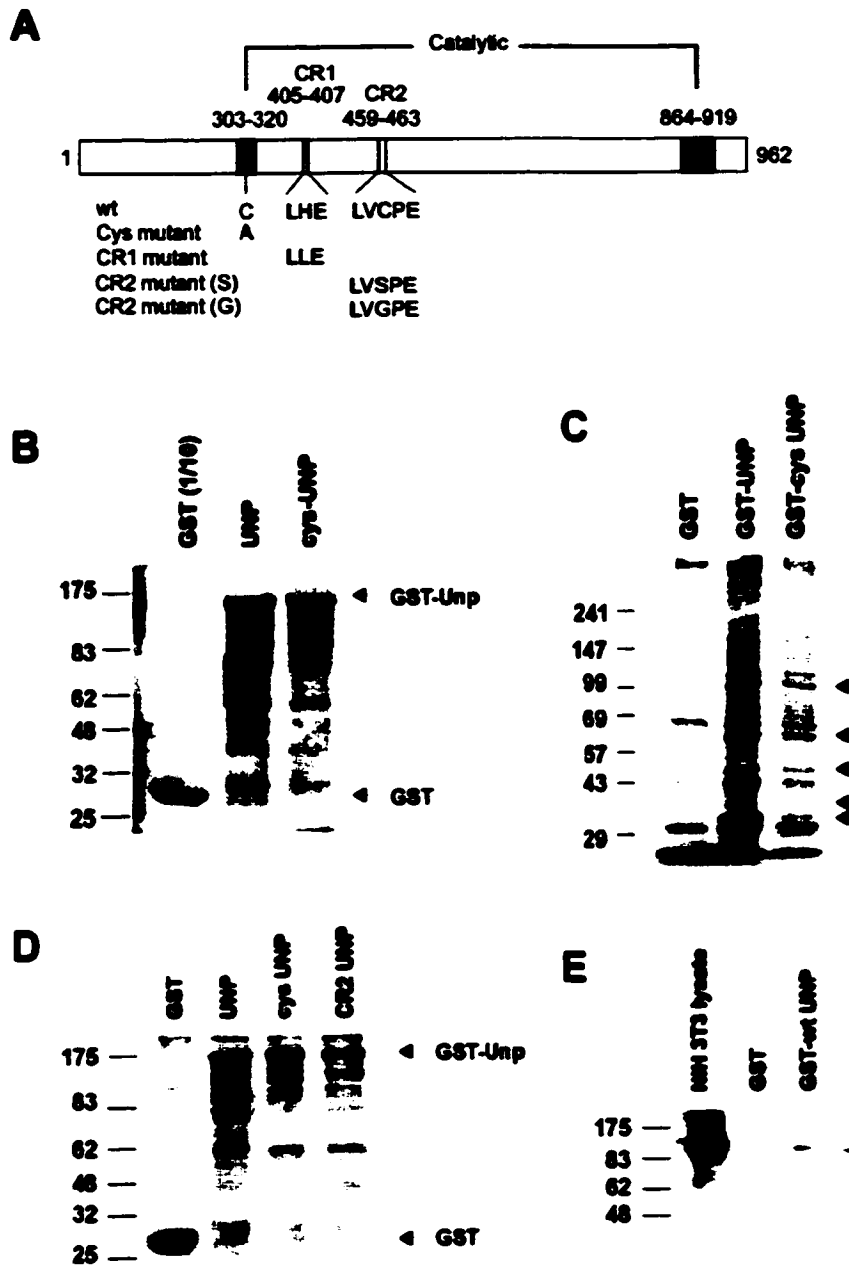 A
Catalytic
CR1
405-407
CR2
303-320
459-463
864-919
1
962
wt
C
LHE
LVCPE
Cys mutant
A
CR1 mutant
LLE
CR2 mutant (S)
LVSPE
CR2 mutant (G)
LVGPE
B
GST (1/10)
UNP
cys-UNP
175
GST-Unp
83
62
48
32
GST
25
C
GST
GST-UNP
GST-cys UNP
241
147
99
69
57
43
29
D
GST
UNP
cys UNP
CR2 UNP
175
GST-Unp
83
62
48
32
GST
25
E
NIH 3T3 lysate
GST
GST-wt UNP
175
83
62
48